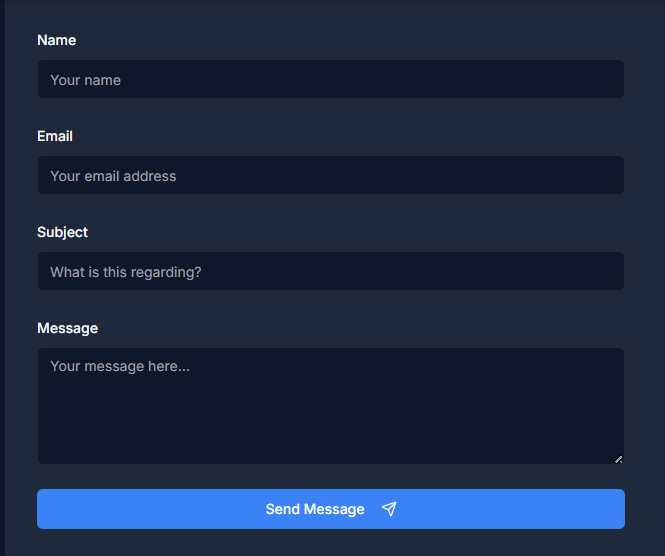 Name
Your name
Email
Your email address
Subject
What is this regarding?
Message
Your message here...
Send Message